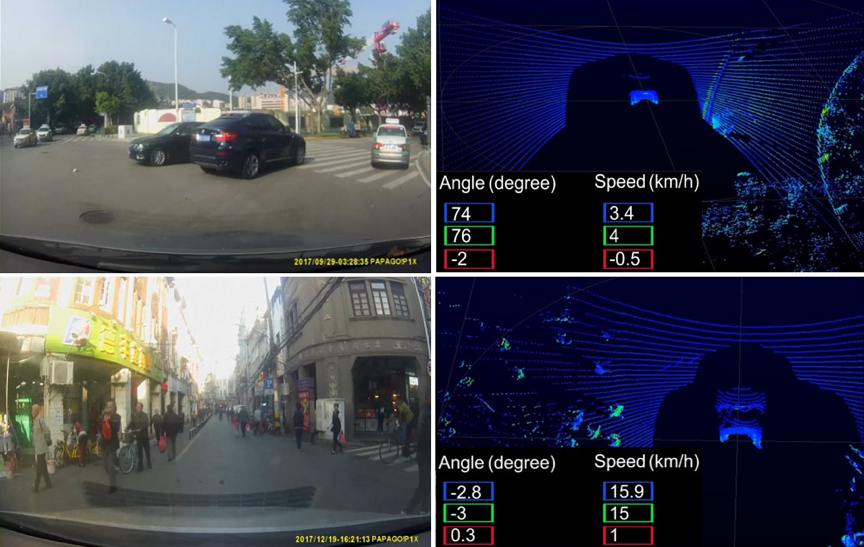 2017/09/29-03:28:35 PAPAGO!P1X
Angle (degree) Speed (km/h)
74 3.4
76 4
-2 -0.5
2017/12/19-16:21:13 PAPAGO!P1X
Angle (degree) Speed (km/h)
-2.8 15.9
-3 15
0.3 1